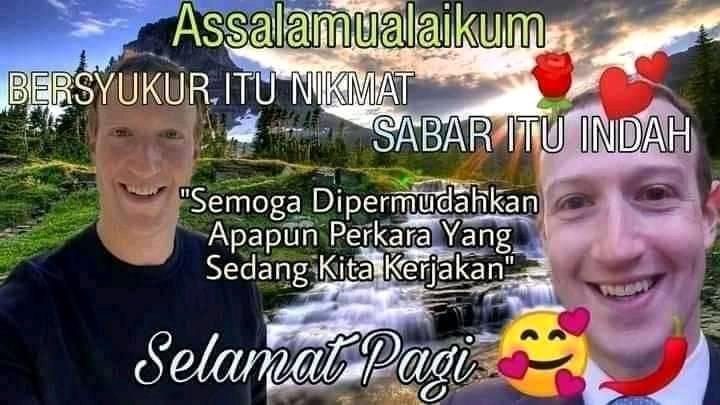 Assalamualaikum
BERSYUKUR ITU NIKMAT
SABAR ITU INDAH
"Semoga Dipermudahkan
Apapun Perkara Yang
Sedang Kita Kerjakan"
Selamat Pagi